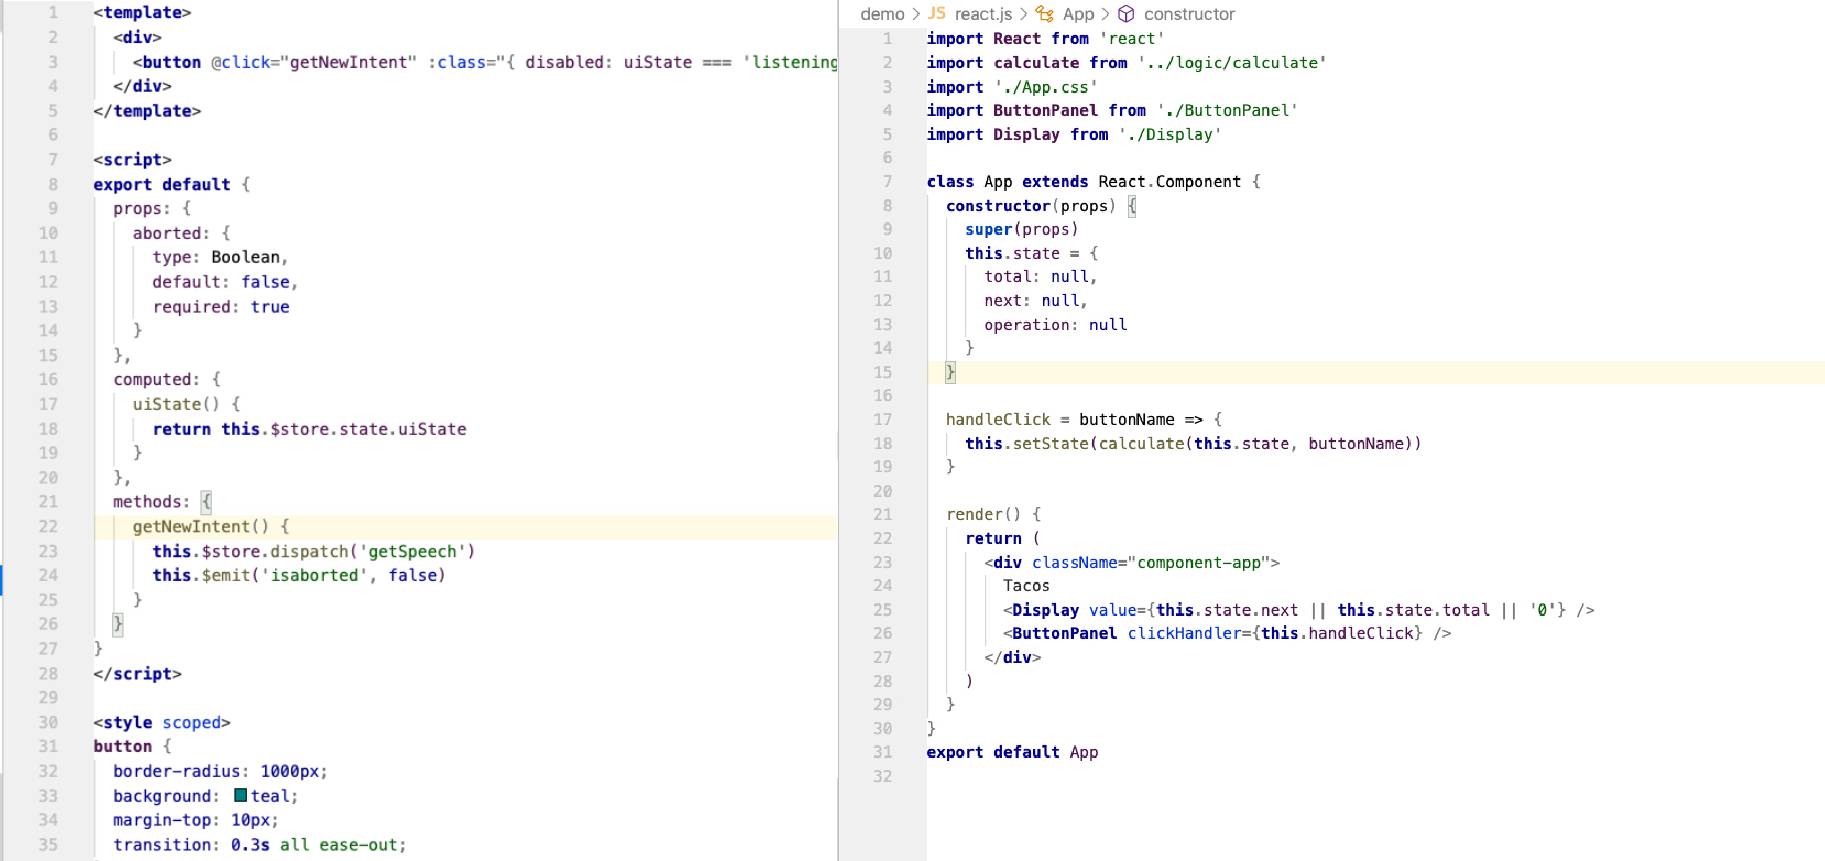 1 <template>
2   <div>
3     <button @click="getNewIntent" :class="{ disabled: uiState === 'listening
4   </div>
5 </template>
6
7 <script>
8 export default {
9   props: {
10     aborted: {
11       type: Boolean,
12       default: false,
13       required: true
14     }
15   },
16   computed: {
17     uiState() {
18       return this.$store.state.uiState
19     }
20   },
21   methods: {
22     getNewIntent() {
23       this.$store.dispatch('getSpeech')
24       this.$emit('isaborted', false)
25     }
26   }
27 }
28 </script>
29
30 <style scoped>
31 button {
32   border-radius: 1000px;
33   background: teal;
34   margin-top: 10px;
35   transition: 0.3s all ease-out;
demo > JS react.js > App > constructor
1 import React from 'react'
2 import calculate from '../logic/calculate'
3 import './App.css'
4 import ButtonPanel from './ButtonPanel'
5 import Display from './Display'
6
7 class App extends React.Component {
8   constructor(props) {
9     super(props)
10     this.state = {
11       total: null,
12       next: null,
13       operation: null
14     }
15   }
16
17   handleClick = buttonName => {
18     this.setState(calculate(this.state, buttonName))
19   }
20
21   render() {
22     return (
23       <div className="component-app">
24         Tacos
25         <Display value={this.state.next || this.state.total || '0'} />
26         <ButtonPanel clickHandler={this.handleClick} />
27       </div>
28     )
29   }
30 }
31 export default App
32